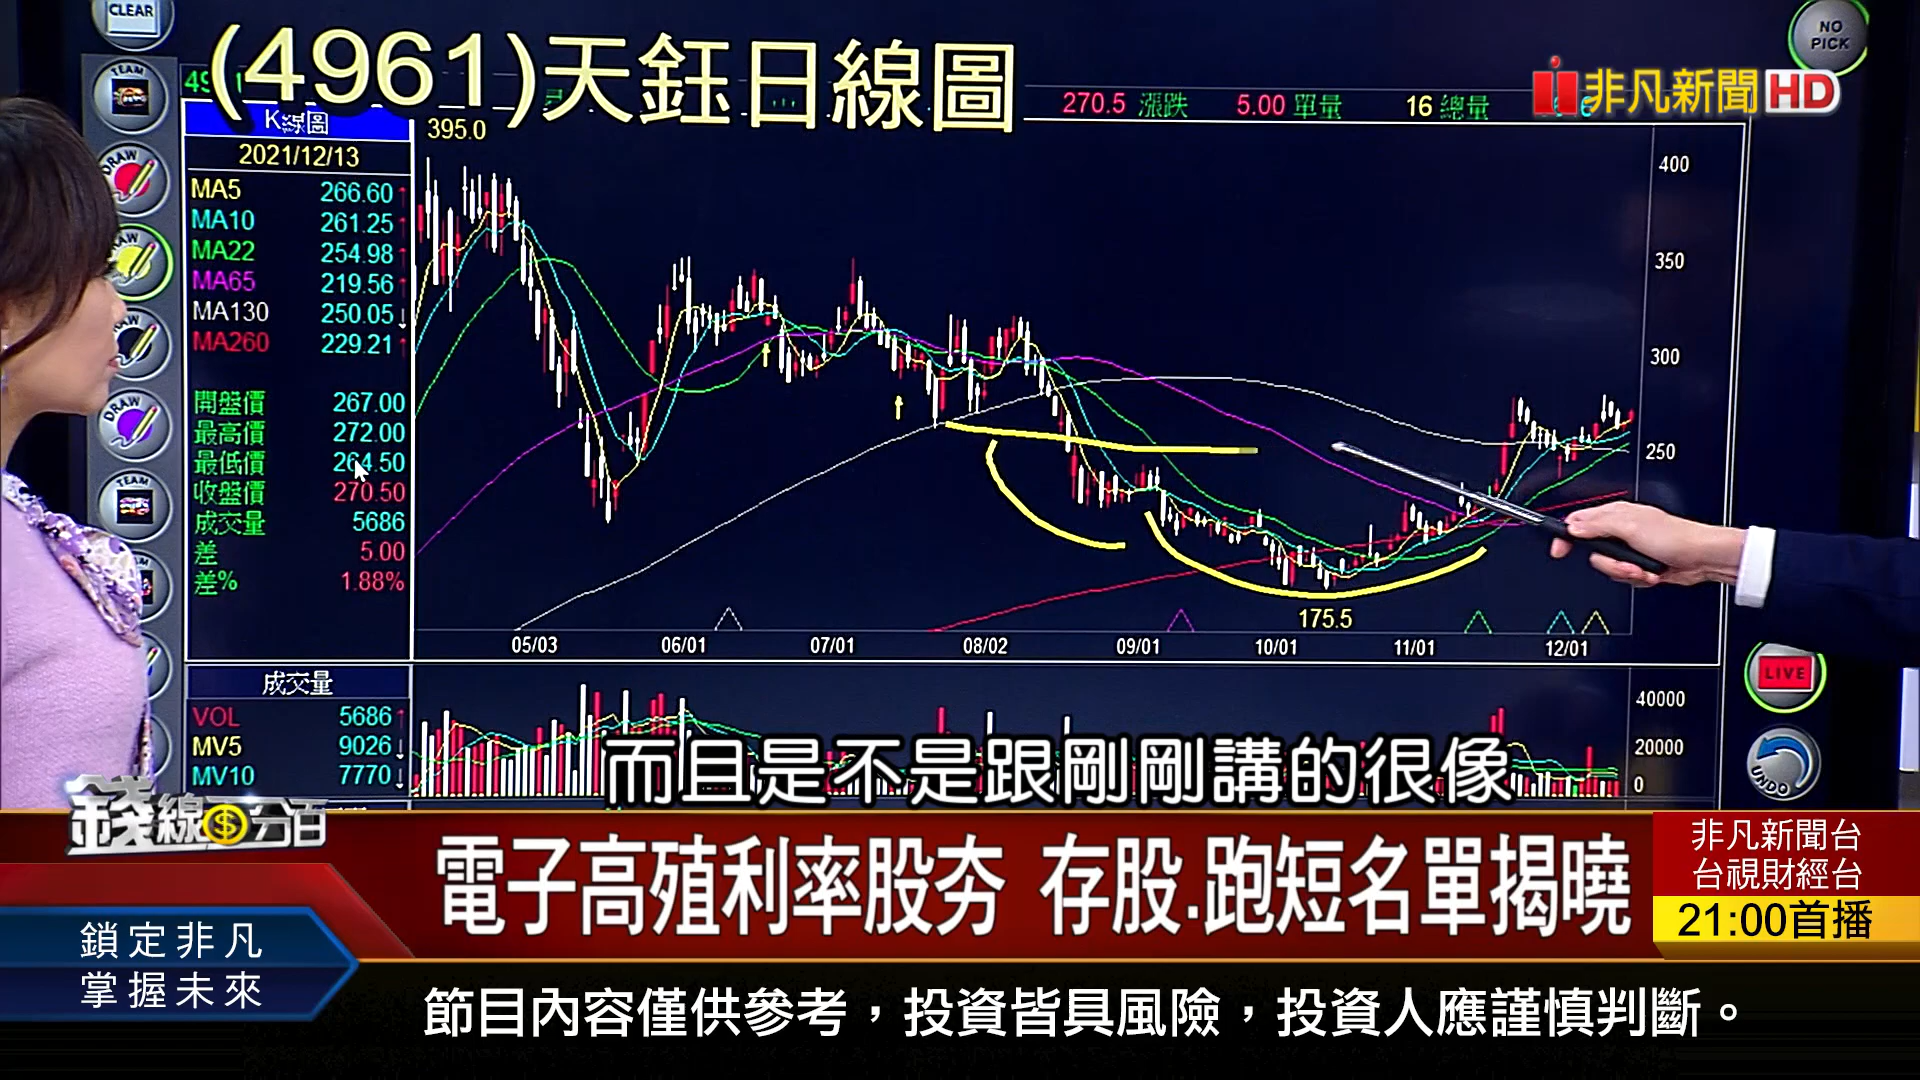 CLEAR
NO PICK
(4961)天鈺日線圖
非凡新聞HD
270.5 漲跌 5.00 單量 16 總量
TEAM
K線圖
395.0
2021/12/13
MA5 266.60
MA10 261.25
MA22 254.98
MA65 219.56
MA130 250.05
MA260 229.21
開盤價 267.00
最高價 272.00
最低價 264.50
收盤價 270.50
成交量 5686
差 5.00
差% 1.88%
DRAW
DRAW
TEAM
400
350
300
250
175.5
05/03 06/01 07/01 08/02 09/01 10/01 11/01 12/01
成交量
VOL 5686
MV5 9026
MV10 7770
40000
20000
0
LIVE
UNDO
而且是不是跟剛剛講的很像
錢線百分百
電子高殖利率股夯 存股.跑短名單揭曉
非凡新聞台
台視財經台
21:00首播
鎖定非凡
掌握未來
節目內容僅供參考，投資皆具風險，投資人應謹慎判斷。